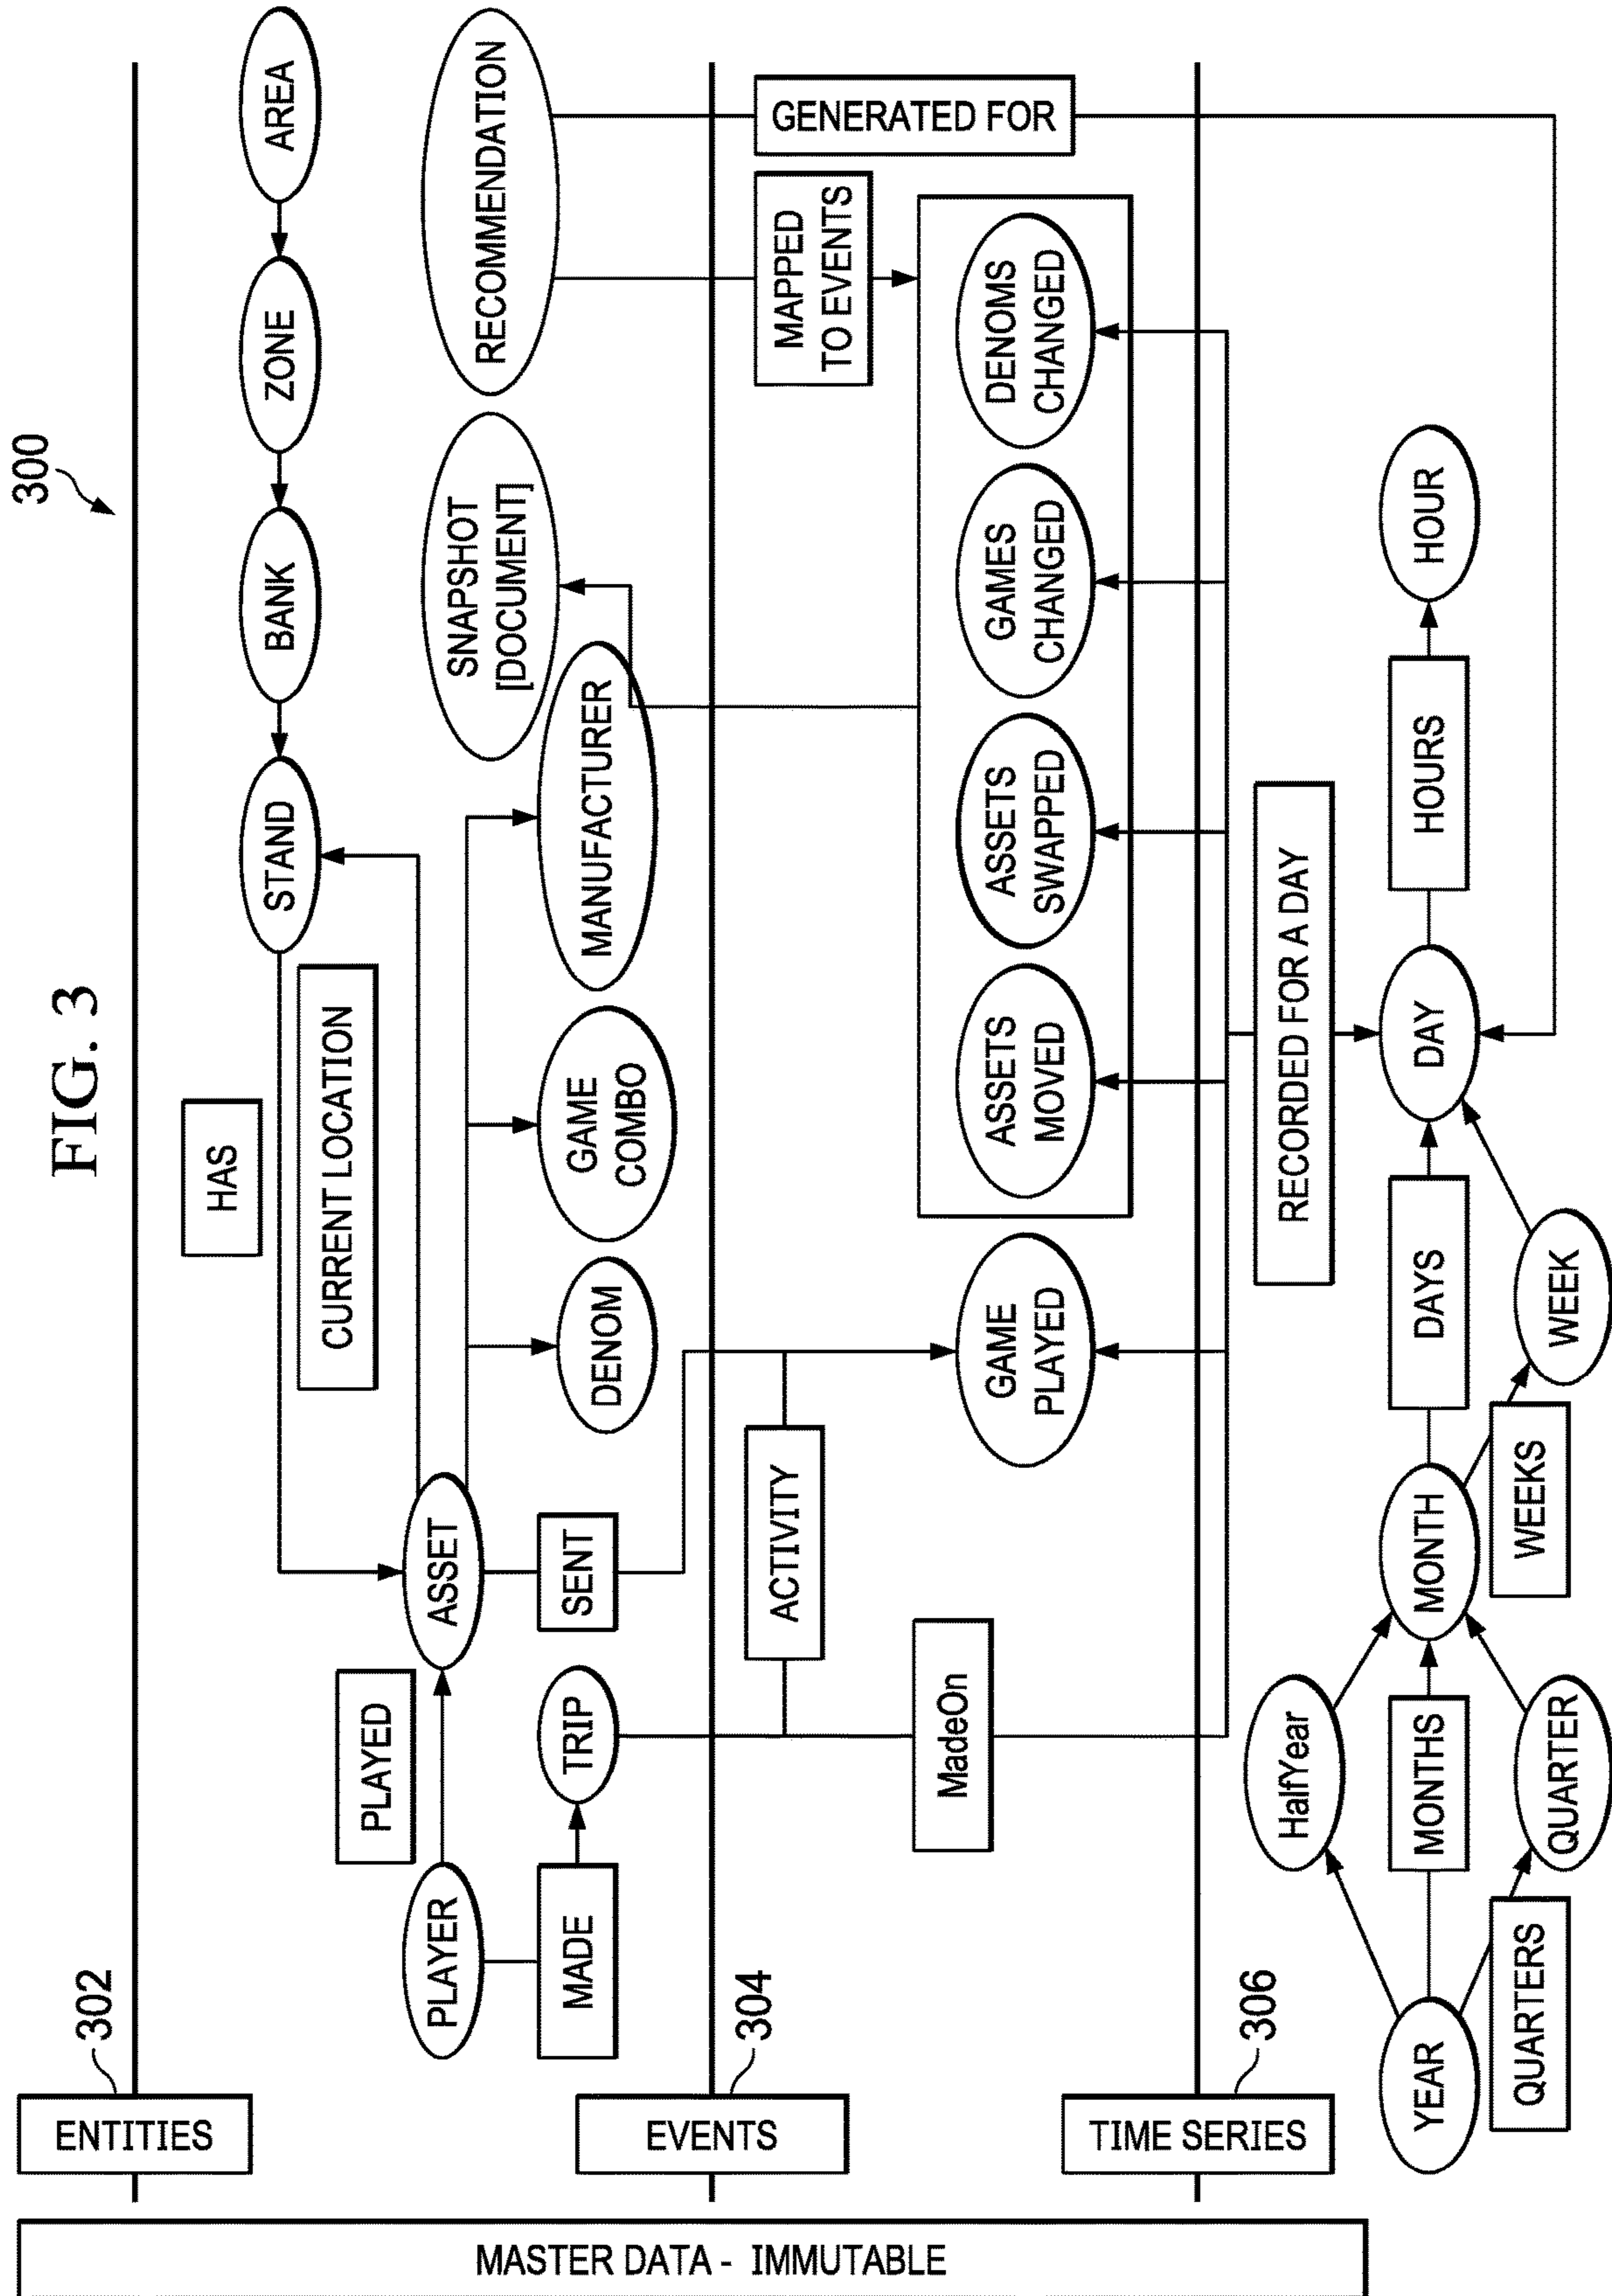 FIG. 3
300
MASTER DATA - IMMUTABLE
ENTITIES
302
HAS
CURRENT LOCATION
STAND
BANK
ZONE
AREA
PLAYER
PLAYED
ASSET
MADE
TRIP
SENT
DENOM
GAME
COMBO
MANUFACTURER
SNAPSHOT
[DOCUMENT]
RECOMMENDATION
EVENTS
304
ACTIVITY
MAPPED
TO EVENTS
GENERATED FOR
MadeOn
GAME
PLAYED
ASSETS
MOVED
ASSETS
SWAPPED
GAMES
CHANGED
DENOMS
CHANGED
TIME SERIES
306
RECORDED FOR A DAY
HalfYear
YEAR
MONTHS
MONTH
DAYS
DAY
HOURS
HOUR
QUARTERS
QUARTER
WEEKS
WEEK